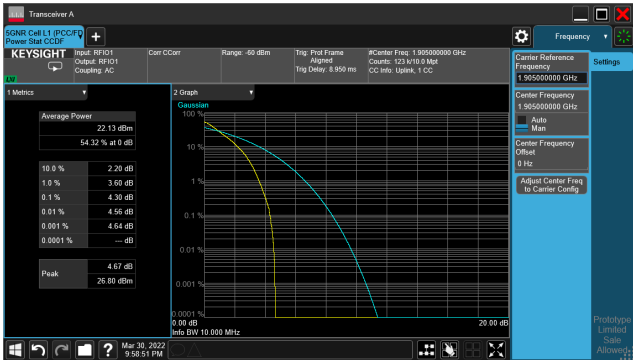 Transceiver A
5GNR Cell L1 (PCC/FD
Power Stat CCDF
Frequency
KEYSIGHT
LXI
Input: RFIO1
Output: RFIO1
Coupling: AC
Corr CCorr
Range: -60 dBm
Trig: Prot Frame
Aligned
Trig Delay: 8.950 ms
#Center Freq: 1.905000000 GHz
Counts: 123 k/10.0 Mpt
CC Info: Uplink, 1 CC
Carrier Reference
Frequency
1.905000000 GHz
Settings
1 Metrics
2 Graph
Gaussian
Average Power
22.13 dBm
54.32 % at 0 dB
10.0 % 2.20 dB
1.0 % 3.60 dB
0.1 % 4.30 dB
0.01 % 4.56 dB
0.001 % 4.64 dB
0.0001 % --- dB
Peak
4.67 dB
26.80 dBm
100 %
10 %
1 %
0.1 %
0.01 %
0.001 %
0.0001 %
0.00 dB
20.00 dB
Info BW 10.000 MHz
Center Frequency
1.905000000 GHz
Auto
Man
Center Frequency
Offset
0 Hz
Adjust Center Freq
to Carrier Config
Prototype
Limited
Sale
Allowed
?
Mar 30, 2022
9:58:51 PM